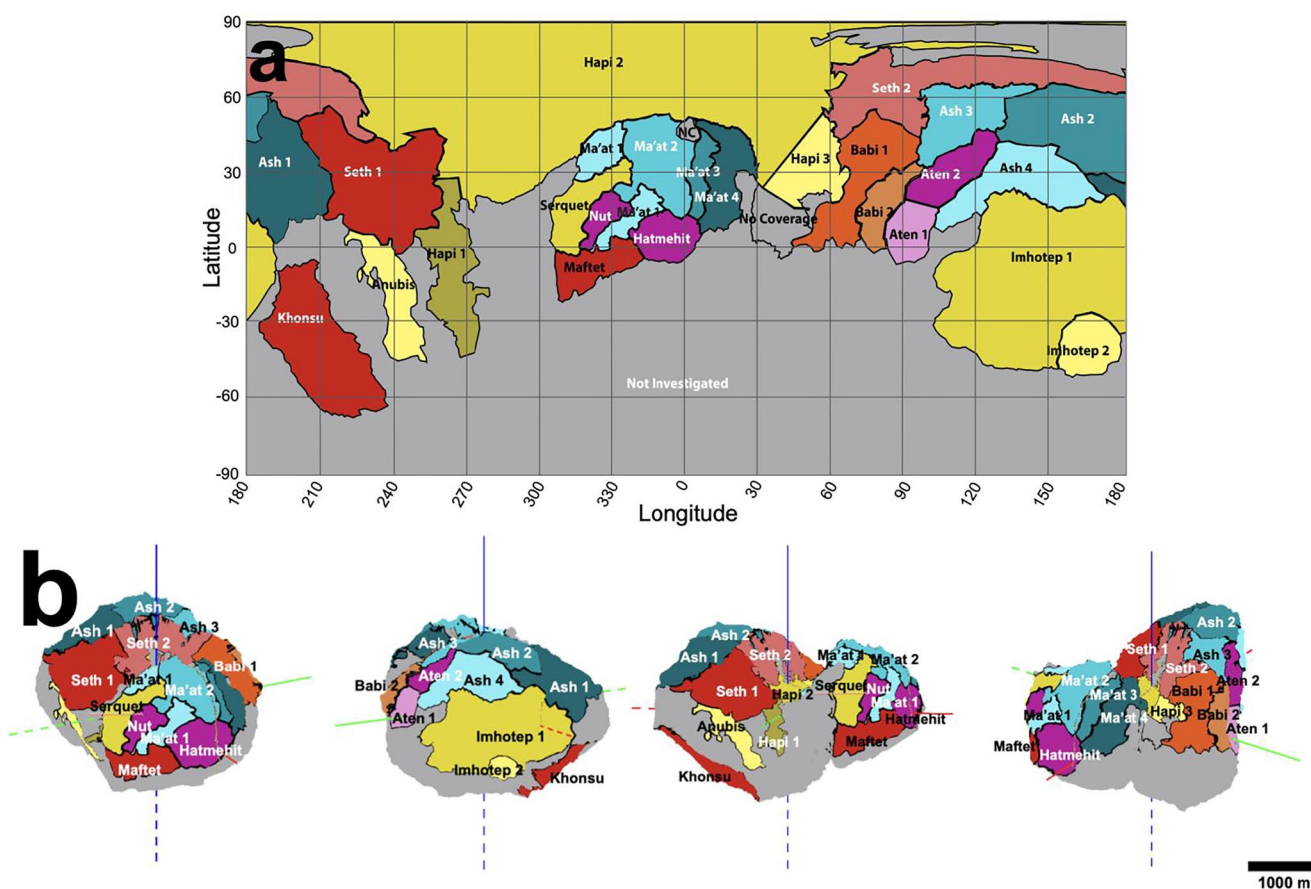 a
90
60
30
0
-30
-60
-90
Latitude
Hapi 2
Seth 2
Ash 3
Ash 2
NC
Ma'at 1
Ma'at 2
Babi 1
Ash 1
Seth 1
Hapi 3
Ma'at 3
Aten 2
Ash 4
Ma'at 4
Serquet
Nut
Ma'at 1
No Coverage
Babi 2
Hatmehit
Aten 1
Hapi 1
Maftet
Imhotep 1
Anubis
Khonsu
Imhotep 2
Not Investigated
180 210 240 270 300 330 0 30 60 90 120 150 180
Longitude
b
Ash 2
Ash 1
Ash 3
Seth 2
Babi 1
Seth 1
Ma'at 1
Ma'at 2
Serquet
Nut
Ma'at 1
Hatmehit
Maftet
Ash 3
Ash 2
Aten 2
Ash 4
Babi 2
Ash 1
Aten 1
Imhotep 1
Imhotep 2
Khonsu
Ash 2
Ash 1
Seth 2
Ma'at 1
Ma'at 2
Seth 1
Hapi 2
Serquet
Nut
Ma'at 1
Anubis
Hatmehit
Hapi 1
Maftet
Khonsu
Ash 2
Seth 1
Ash 3
Seth 2
Ma'at 2
Aten 2
Ma'at 3
Babi 1
Ma'at 1
Ma'at 4
Hapi 3
Babi 2
Aten 1
Maftet
Hatmehit
1000 m